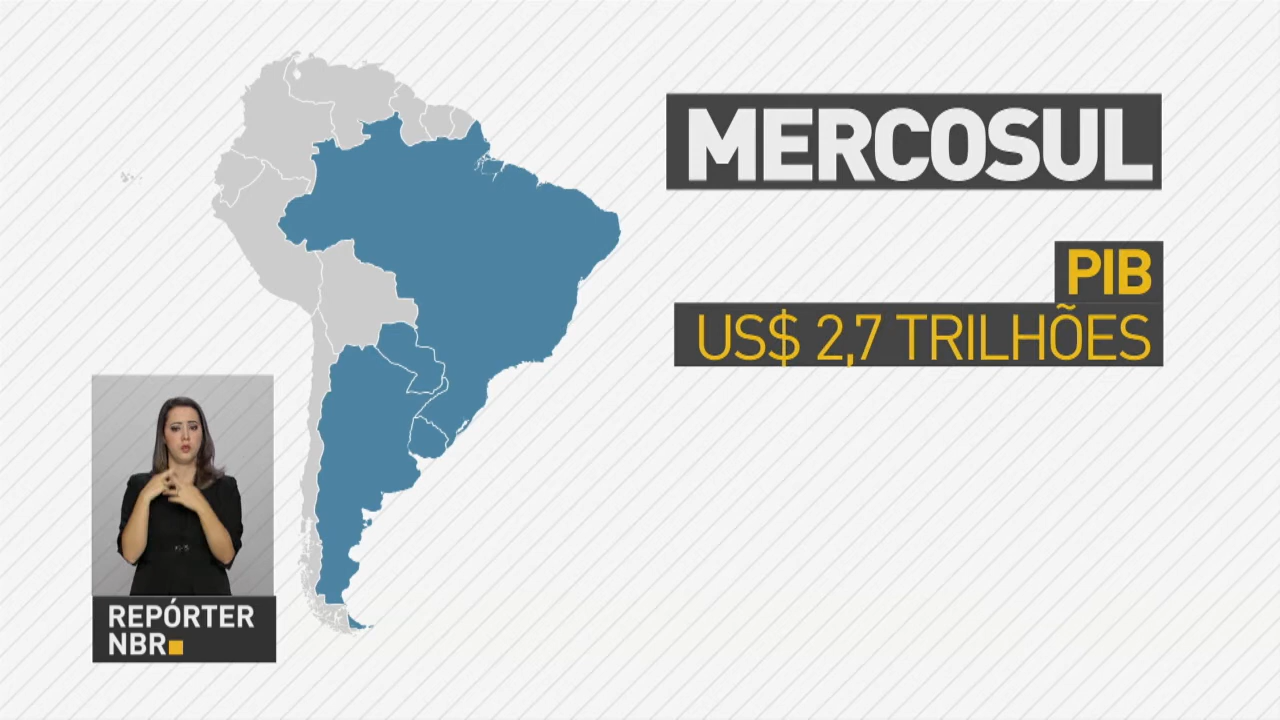 MERCOSUL
PIB
US$ 2,7 TRILHÕES
REPÓRTER
NBR